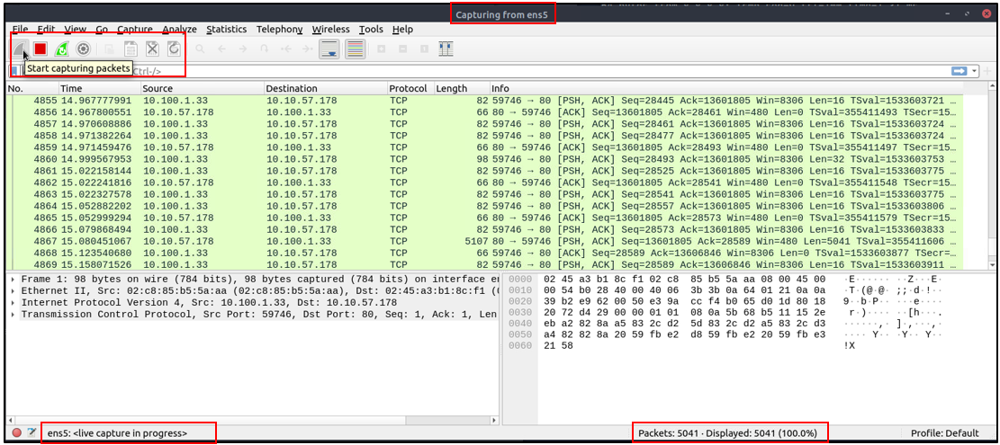 Capturing from ens5
File Edit View Go Capture Analyze Statistics Telephony Wireless Tools Help
Start capturing packets
Ctrl-/>
No. Time Source Destination Protocol Length Info
4855 14.967777991 10.100.1.33 10.10.57.178 TCP 82 59746 → 80 [PSH, ACK] Seq=28445 Ack=13601805 Win=8306 Len=16 TSval=1533603721 …
4856 14.967800551 10.10.57.178 10.100.1.33 TCP 66 80 → 59746 [ACK] Seq=13601805 Ack=28461 Win=480 Len=0 TSval=355411493 TSecr=15…
4857 14.970608886 10.100.1.33 10.10.57.178 TCP 82 59746 → 80 [PSH, ACK] Seq=28461 Ack=13601805 Win=8306 Len=16 TSval=1533603724 …
4858 14.971382264 10.100.1.33 10.10.57.178 TCP 82 59746 → 80 [PSH, ACK] Seq=28477 Ack=13601805 Win=8306 Len=16 TSval=1533603724 …
4859 14.971459476 10.10.57.178 10.100.1.33 TCP 66 80 → 59746 [ACK] Seq=13601805 Ack=28493 Win=480 Len=0 TSval=355411497 TSecr=15…
4860 14.999567953 10.100.1.33 10.10.57.178 TCP 98 59746 → 80 [PSH, ACK] Seq=28493 Ack=13601805 Win=8306 Len=32 TSval=1533603753 …
4861 15.022158144 10.100.1.33 10.10.57.178 TCP 82 59746 → 80 [PSH, ACK] Seq=28525 Ack=13601805 Win=8306 Len=16 TSval=1533603775 …
4862 15.022241816 10.10.57.178 10.100.1.33 TCP 66 80 → 59746 [ACK] Seq=13601805 Ack=28541 Win=480 Len=0 TSval=355411548 TSecr=15…
4863 15.022327578 10.100.1.33 10.10.57.178 TCP 82 59746 → 80 [PSH, ACK] Seq=28541 Ack=13601805 Win=8306 Len=16 TSval=1533603775 …
4864 15.052882202 10.100.1.33 10.10.57.178 TCP 82 59746 → 80 [PSH, ACK] Seq=28557 Ack=13601805 Win=8306 Len=16 TSval=1533603806 …
4865 15.052999294 10.10.57.178 10.100.1.33 TCP 66 80 → 59746 [ACK] Seq=13601805 Ack=28573 Win=480 Len=0 TSval=355411579 TSecr=15…
4866 15.079868494 10.100.1.33 10.10.57.178 TCP 82 59746 → 80 [PSH, ACK] Seq=28573 Ack=13601805 Win=8306 Len=16 TSval=1533603833 …
4867 15.080451067 10.10.57.178 10.100.1.33 TCP 5107 80 → 59746 [PSH, ACK] Seq=13601805 Ack=28589 Win=480 Len=5041 TSval=355411606 …
4868 15.123540680 10.100.1.33 10.10.57.178 TCP 66 59746 → 80 [ACK] Seq=28589 Ack=13606846 Win=8306 Len=0 TSval=1533603877 TSecr=…
4869 15.158071526 10.100.1.33 10.10.57.178 TCP 82 59746 → 80 [PSH, ACK] Seq=28589 Ack=13606846 Win=8306 Len=16 TSval=1533603911 …
Frame 1: 98 bytes on wire (784 bits), 98 bytes captured (784 bits) on interface en
Ethernet II, Src: 02:c8:85:b5:5a:aa (02:c8:85:b5:5a:aa), Dst: 02:45:a3:b1:8c:f1 (
Internet Protocol Version 4, Src: 10.100.1.33, Dst: 10.10.57.178
Transmission Control Protocol, Src Port: 59746, Dst Port: 80, Seq: 1, Ack: 1, Len
0000 02 45 a3 b1 8c f1 02 c8 85 b5 5a aa 08 00 45 00 ·E······ ··Z···E·
0010 00 54 b0 28 40 00 40 06 3b 3b 0a 64 01 21 0a 0a ·T·(@·@· ;;·d·!··
0020 39 b2 e9 62 00 50 e3 9a cc f4 b0 65 d0 1d 80 18 9··b·P·· ···e····
0030 20 72 d4 29 00 00 01 01 08 0a 5b 68 b5 11 15 2e r·)···· ··[h···.
0040 eb a2 82 8a a5 83 2c d2 5d 83 2c d2 a5 83 2c d3 ······,· ]·,···,·
0050 a4 82 82 8a 20 59 fb e2 d8 59 fb e2 20 59 fb e3 ···· Y·· ·Y·· Y··
0060 21 58 !X
ens5: <live capture in progress>
Packets: 5041 · Displayed: 5041 (100.0%)
Profile: Default